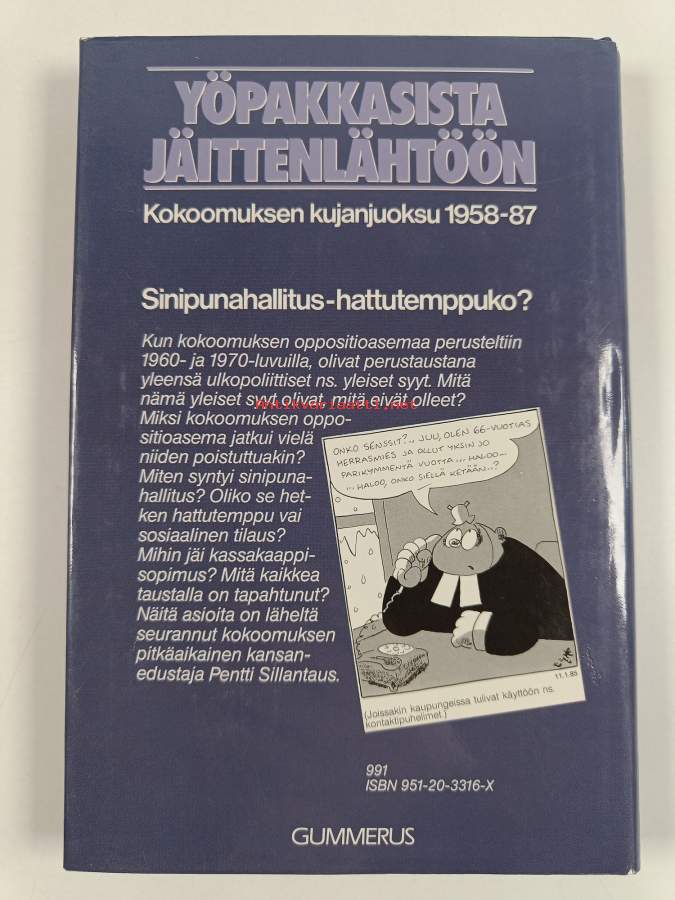 YÖPAKKASISTA
JÄITTENLÄHTÖÖN
Kokoomuksen kujanjuoksu 1958-87
Sinipunahallitus-hattutemppuko?
Kun kokoomuksen oppositioasemaa perusteltiin
1960- ja 1970-luvuilla, olivat perustaustana
yleensä ulkopoliittiset ns. yleiset syyt. Mitä
nämä yleiset syyt olivat, mitä eivät olleet?
Antikvariaatti.net
Miksi kokoomuksen oppo-
sitioasema jatkui vielä
niiden poistuttuakin?
Miten syntyi sinipuna-
hallitus? Oliko se het-
ken hattutemppu vai
sosiaalinen tilaus?
Mihin jäi kassakaappi-
sopimus? Mitä kaikkea
taustalla on tapahtunut?
Näitä asioita on läheltä
seurannut kokoomuksen
pitkäaikainen kansan-
edustaja Pentti Sillantaus.
ONKO SENSSIT?.. JUU, OLEN 66-VUOTIAS
HERRASMIES JA OLLUT YKSIN JO
PARIKYMMENTÄ VUOTTA... HALOO...
... HALOO, ONKO SIELLÄ KETÄÄN..?
11.1.85
(Joissakin kaupungeissa tulivat käyttöön ns.
kontaktipuhelimet.)
991
ISBN 951-20-3316-X
GUMMERUS